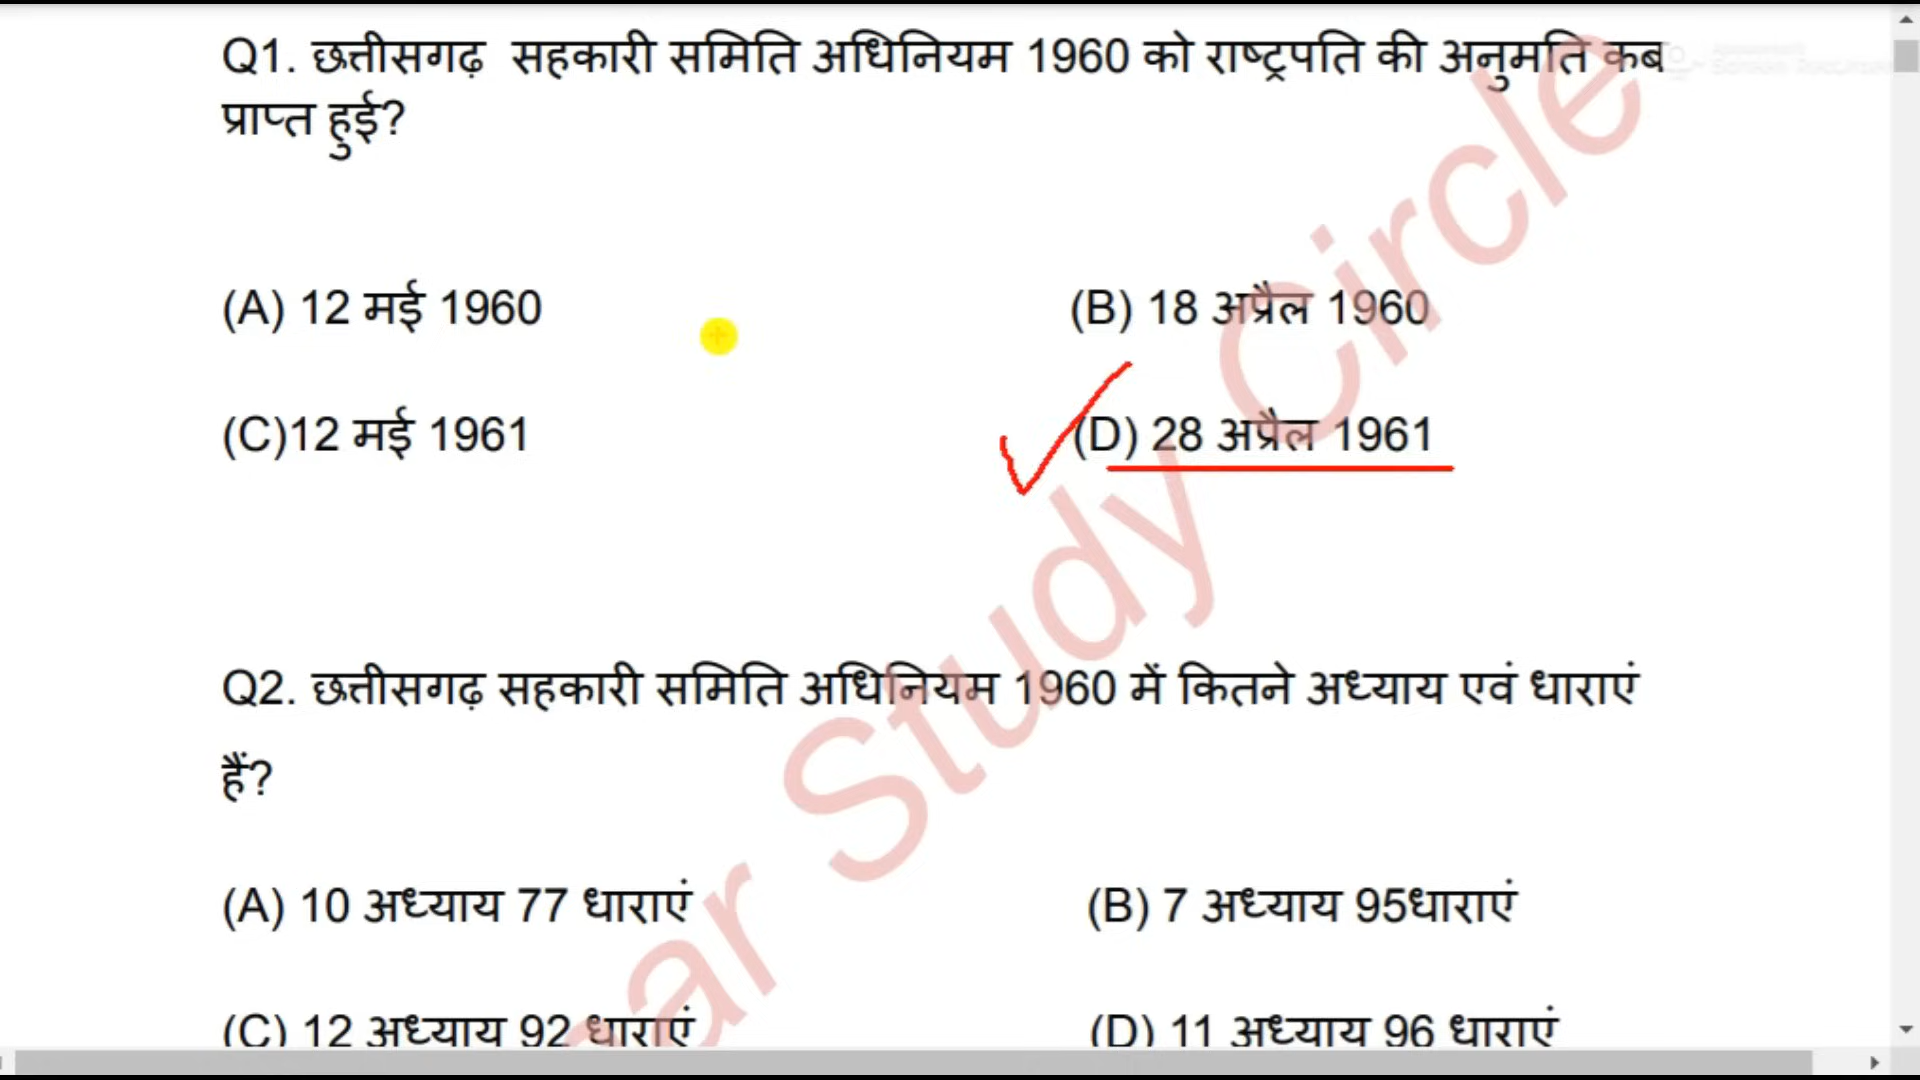 Q1. छत्तीसगढ़ सहकारी समिति अधिनियम 1960 को राष्ट्रपति की अनुमति कब
प्राप्त हुई?
(A) 12 मई 1960
(B) 18 अप्रैल 1960
(C)12 मई 1961
(D) 28 अप्रैल 1961
Q2. छत्तीसगढ़ सहकारी समिति अधिनियम 1960 में कितने अध्याय एवं धाराएं
हैं?
(A) 10 अध्याय 77 धाराएं
(B) 7 अध्याय 95धाराएं
(C) 12 अध्याय 92 धाराएं
(D) 11 अध्याय 96 धाराएं
Study Circle